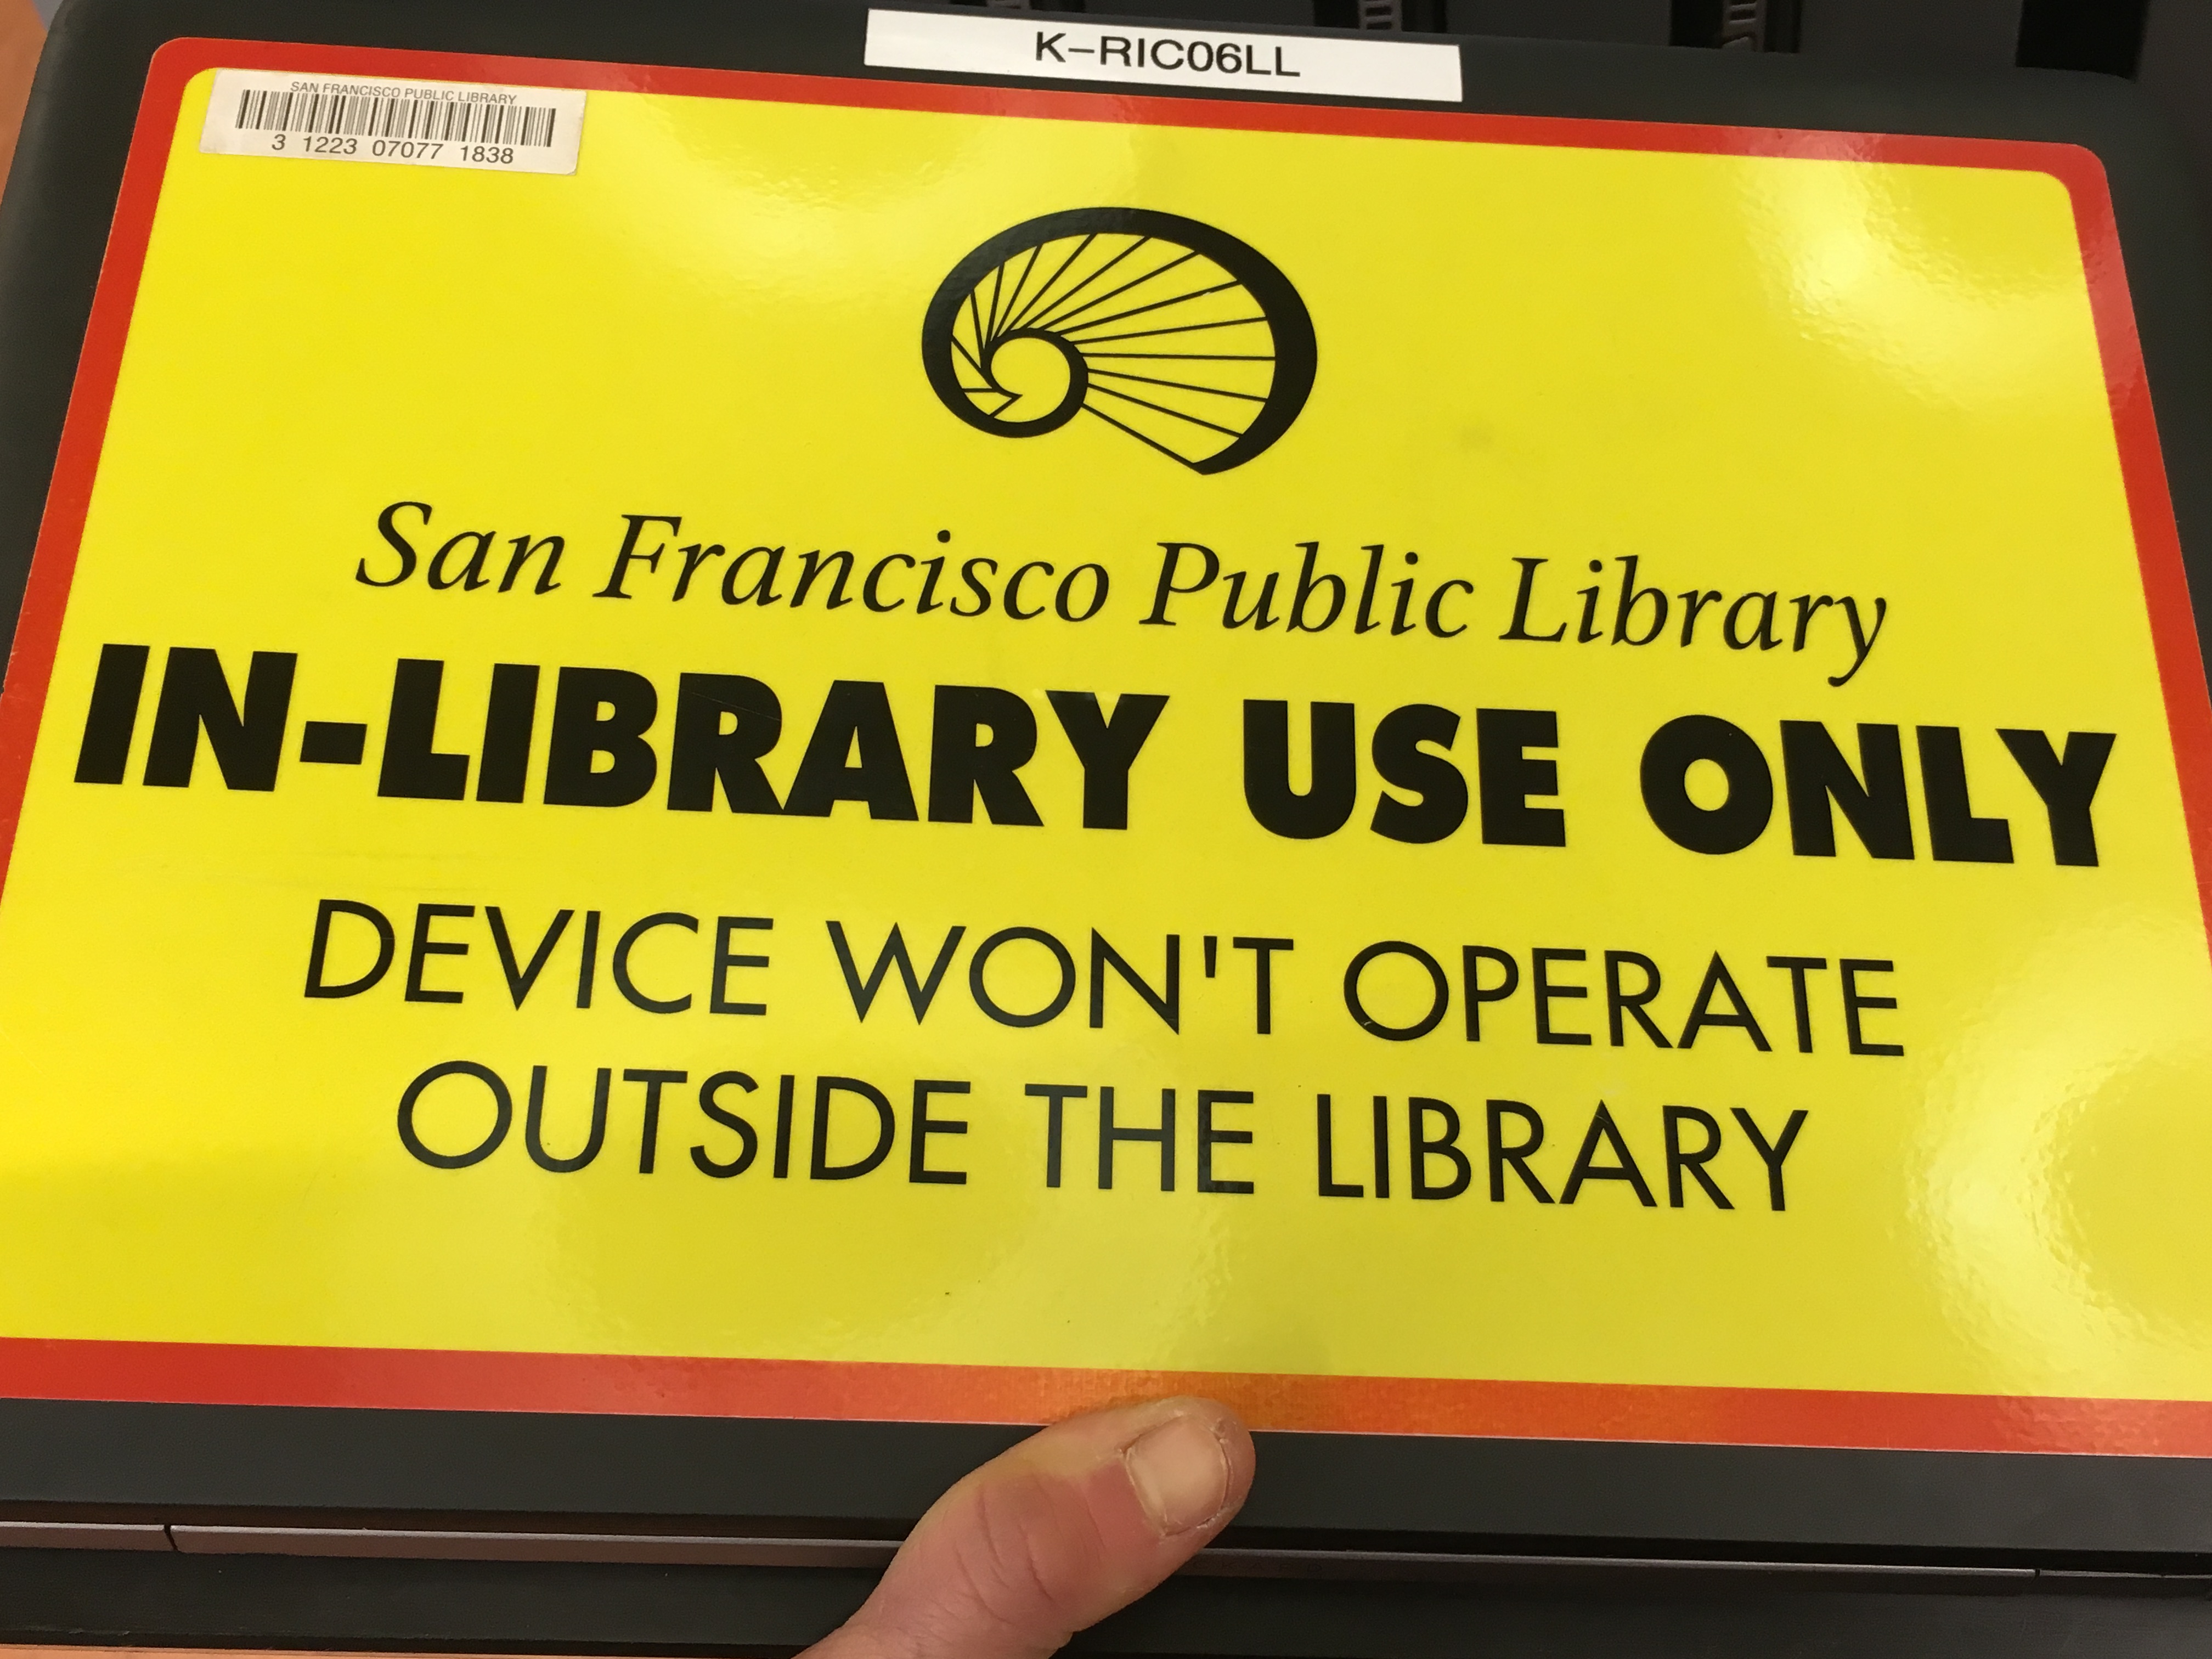 K-RIC06LL
SAN FRANCISCO PUBLIC LIBRARY
3 1223 07077 1838
San Francisco Public Library
IN-LIBRARY USE ONLY
DEVICE WON'T OPERATE
OUTSIDE THE LIBRARY